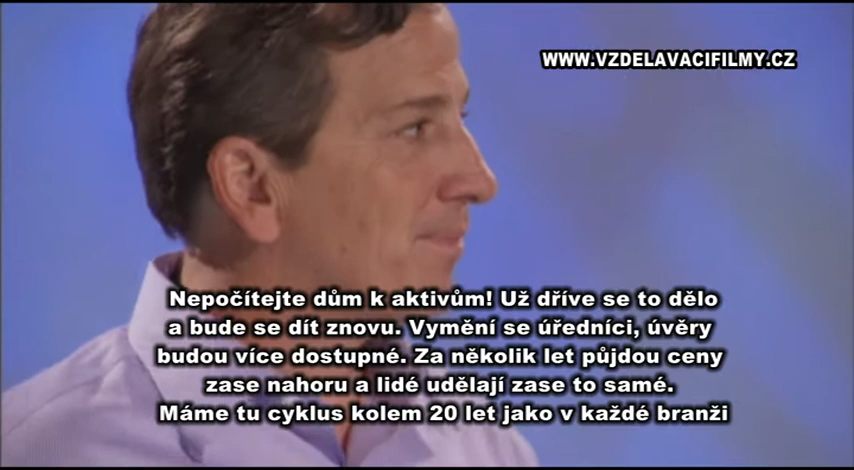 WWW.VZDELAVACIFILMY.CZ
Nepočítejte dům k aktivům! Už dříve se to dělo
a bude se dít znovu. Vymění se úředníci, úvěry
budou více dostupné. Za několik let půjdou ceny
zase nahoru a lidé udělají zase to samé.
Máme tu cyklus kolem 20 let jako v každé branži